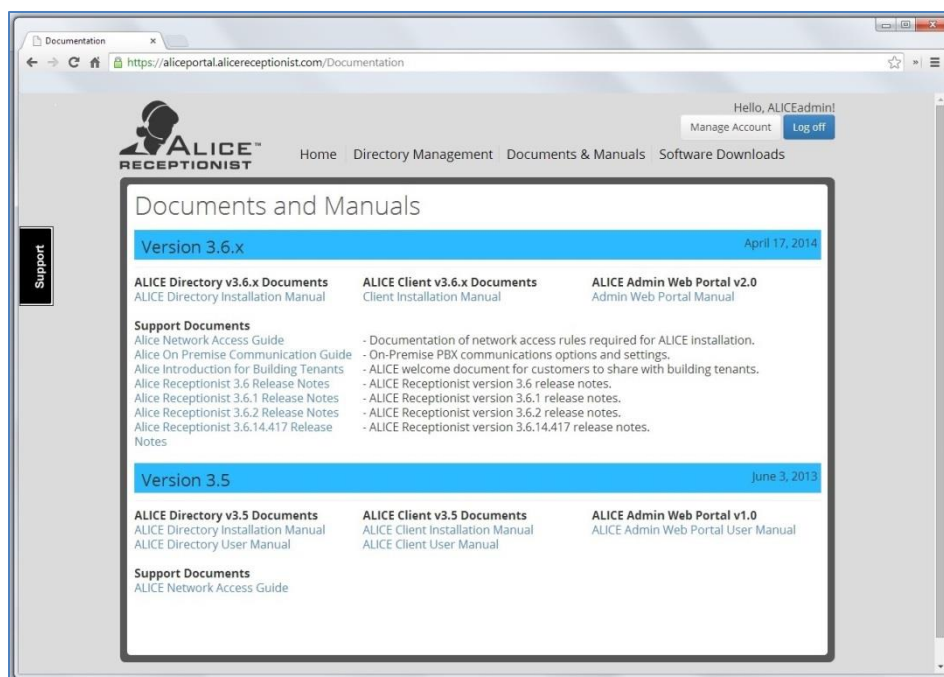 Documentation
https://aliceportal.alicereceptionist.com/Documentation
Hello, ALICEadmin!
Manage Account Log off
ALICE™
RECEPTIONIST
Home Directory Management Documents & Manuals Software Downloads
Support
Documents and Manuals
Version 3.6.x April 17, 2014
ALICE Directory v3.6.x Documents ALICE Client v3.6.x Documents ALICE Admin Web Portal v2.0
ALICE Directory Installation Manual Client Installation Manual Admin Web Portal Manual
Support Documents
Alice Network Access Guide - Documentation of network access rules required for ALICE installation.
Alice On Premise Communication Guide - On-Premise PBX communications options and settings.
Alice Introduction for Building Tenants - ALICE welcome document for customers to share with building tenants.
Alice Receptionist 3.6 Release Notes - ALICE Receptionist version 3.6 release notes.
Alice Receptionist 3.6.1 Release Notes - ALICE Receptionist version 3.6.1 release notes.
Alice Receptionist 3.6.2 Release Notes - ALICE Receptionist version 3.6.2 release notes.
Alice Receptionist 3.6.14.417 Release - ALICE Receptionist version 3.6.14.417 release notes.
Notes
Version 3.5 June 3, 2013
ALICE Directory v3.5 Documents ALICE Client v3.5 Documents ALICE Admin Web Portal v1.0
ALICE Directory Installation Manual ALICE Client Installation Manual ALICE Admin Web Portal User Manual
ALICE Directory User Manual ALICE Client User Manual
Support Documents
ALICE Network Access Guide